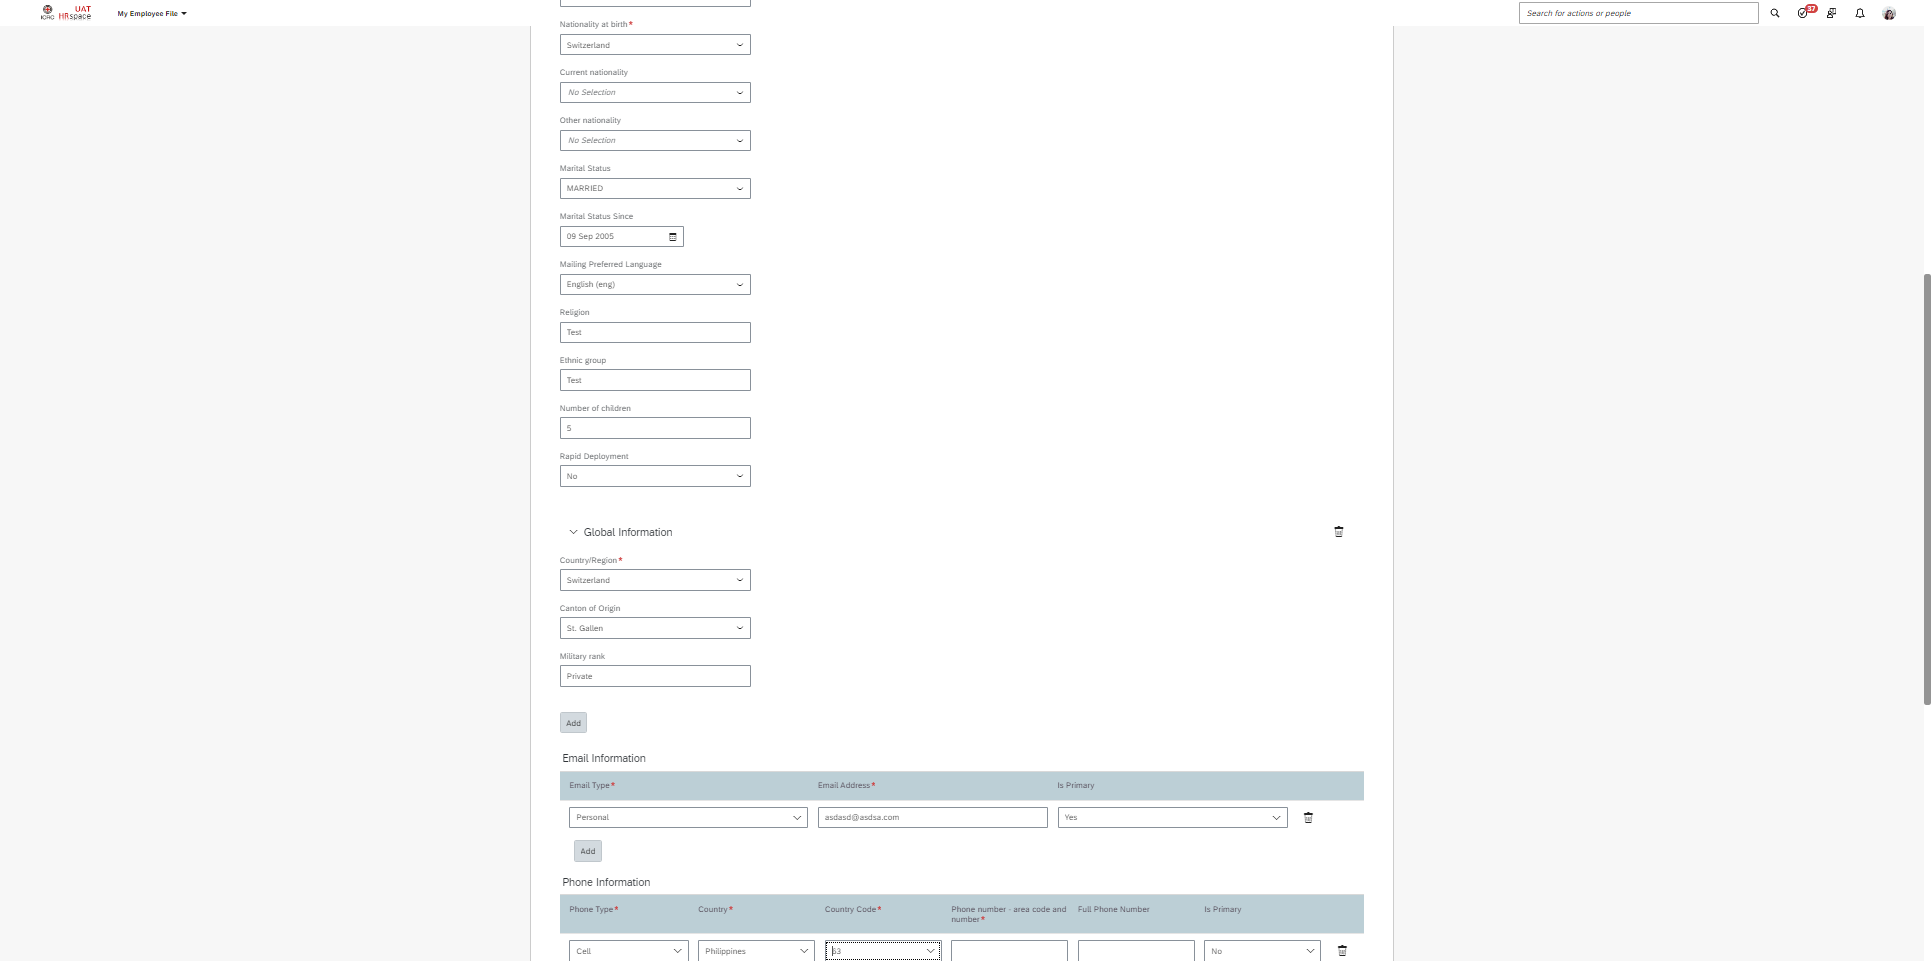 ICRC
UAT
HRspace
My Employee File
Search for actions or people
37
Nationality at birth*
Switzerland
Current nationality
No Selection
Other nationality
No Selection
Marital Status
MARRIED
Marital Status Since
09 Sep 2005
Mailing Preferred Language
English (eng)
Religion
Test
Ethnic group
Test
Number of children
5
Rapid Deployment
No
Global Information
Country/Region*
Switzerland
Canton of Origin
St. Gallen
Military rank
Private
Add
Email Information
Email Type* Email Address* Is Primary
Personal asdasd@asdsa.com Yes
Add
Phone Information
Phone Type* Country* Country Code* Phone number - area code and number* Full Phone Number Is Primary
Cell Philippines 63 No